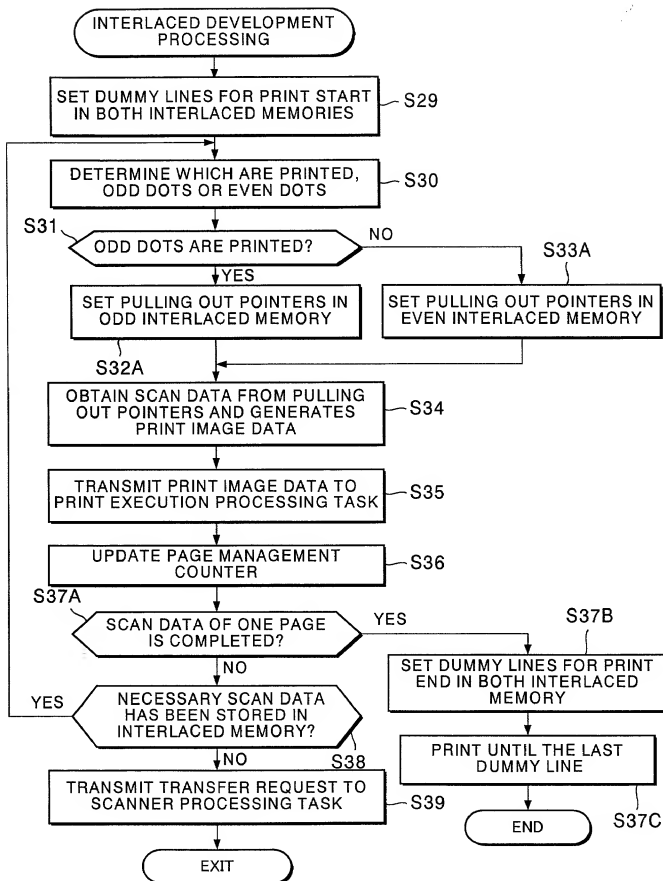 INTERLACED DEVELOPMENT
PROCESSING
SET DUMMY LINES FOR PRINT START
IN BOTH INTERLACED MEMORIES
S29
DETERMINE WHICH ARE PRINTED,
ODD DOTS OR EVEN DOTS
S30
S31
ODD DOTS ARE PRINTED?
NO
YES
S33A
SET PULLING OUT POINTERS IN
ODD INTERLACED MEMORY
SET PULLING OUT POINTERS IN
EVEN INTERLACED MEMORY
S32A
OBTAIN SCAN DATA FROM PULLING
OUT POINTERS AND GENERATES
PRINT IMAGE DATA
S34
TRANSMIT PRINT IMAGE DATA TO
PRINT EXECUTION PROCESSING TASK
S35
UPDATE PAGE MANAGEMENT
COUNTER
S36
S37A
SCAN DATA OF ONE PAGE
IS COMPLETED?
YES
NO
S37B
SET DUMMY LINES FOR PRINT
END IN BOTH INTERLACED
MEMORY
YES
NECESSARY SCAN DATA
HAS BEEN STORED IN
INTERLACED MEMORY?
S38
NO
PRINT UNTIL THE LAST
DUMMY LINE
S37C
TRANSMIT TRANSFER REQUEST TO
SCANNER PROCESSING TASK
S39
END
EXIT